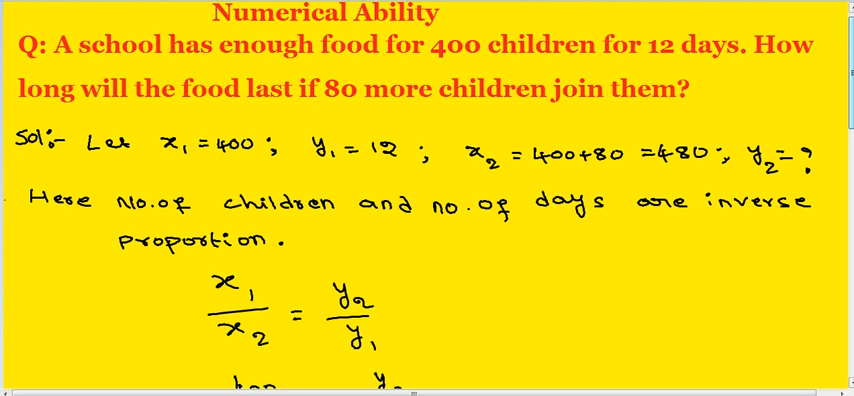 Numerical Ability
Q: A school has enough food for 400 children for 12 days. How
long will the food last if 80 more children join them?
Sol:- Let x₁ = 400 ; y₁ = 12 ; x₂ = 400+80 = 480 ; y₂ = ?
Here No. of children and no. of days are inverse
proportion.
x₁/x₂ = y₂/y₁